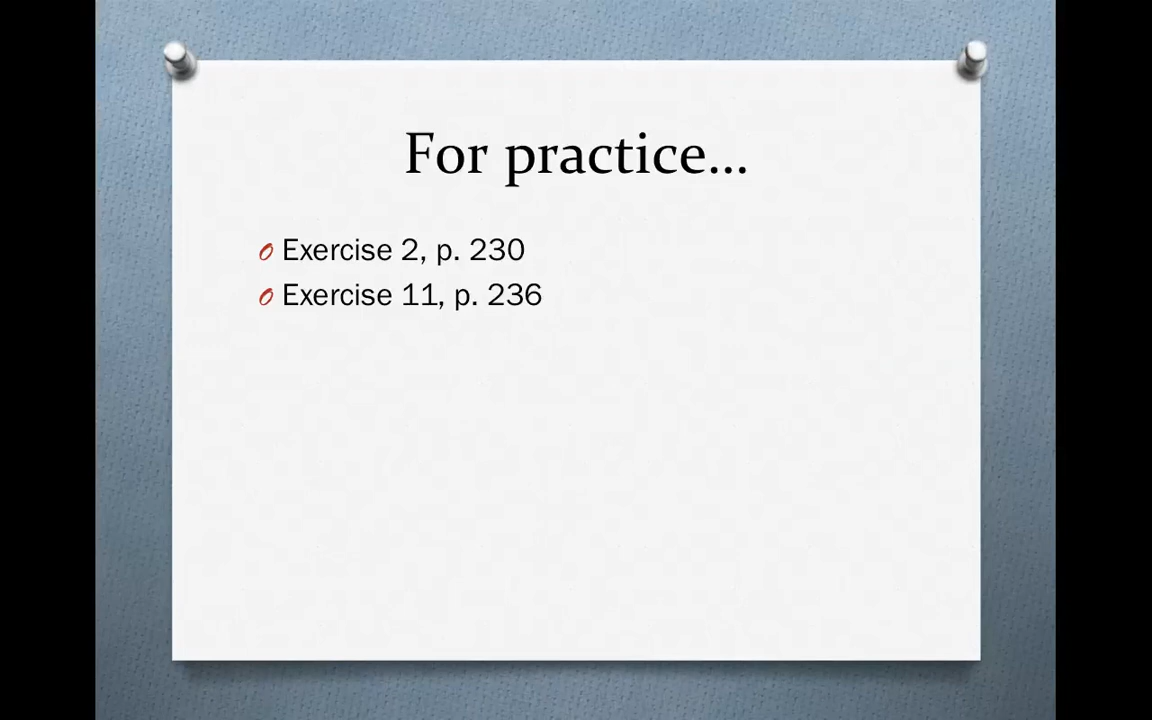 For practice...
Exercise 2, p. 230
Exercise 11, p. 236